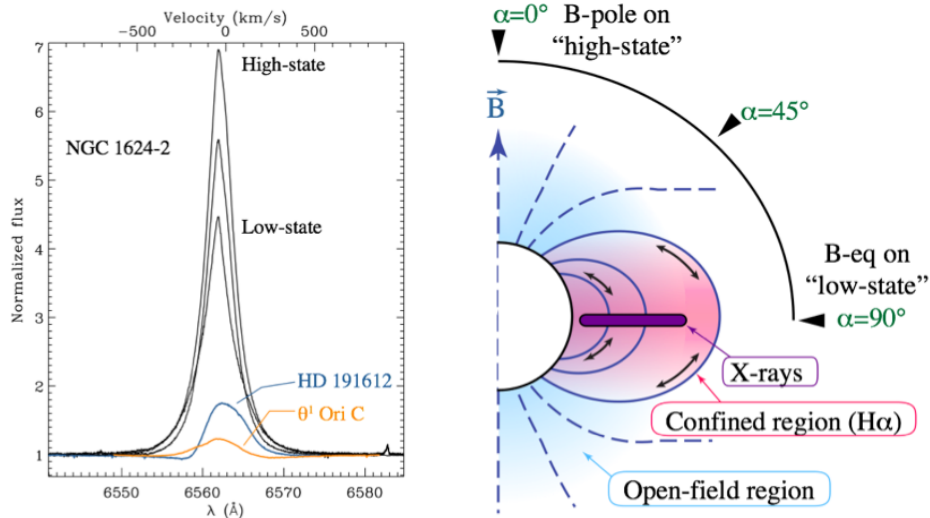 Velocity (km/s)
−500 0 500
7
6
5
4
3
2
1
Normalized flux
NGC 1624-2
High-state
Low-state
HD 191612
θ¹ Ori C
6550 6560 6570 6580
λ (Å)
α=0° B-pole on
“high-state”
B⃗
α=45°
B-eq on
“low-state”
α=90°
X-rays
Confined region (Hα)
Open-field region